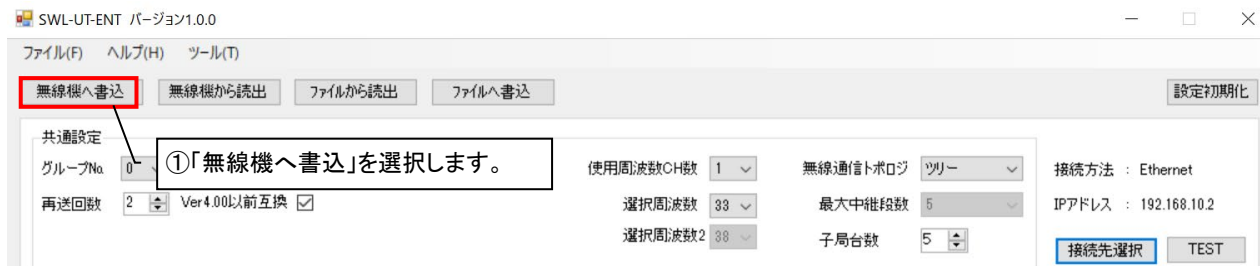 SWL-UT-ENT バージョン1.0.0
ファイル(F) ヘルプ(H) ツール(T)
無線機へ書込 無線機から読出 ファイルから読出 ファイルへ書込 設定初期化
共通設定
グループNo. 0 ①「無線機へ書込」を選択します。 使用周波数CH数 1 無線通信トポロジ ツリー 接続方法 : Ethernet
再送回数 2 Ver4.00以前互換 選択周波数 33 最大中継段数 5 IPアドレス : 192.168.10.2
選択周波数2 38 子局台数 5 接続先選択 TEST